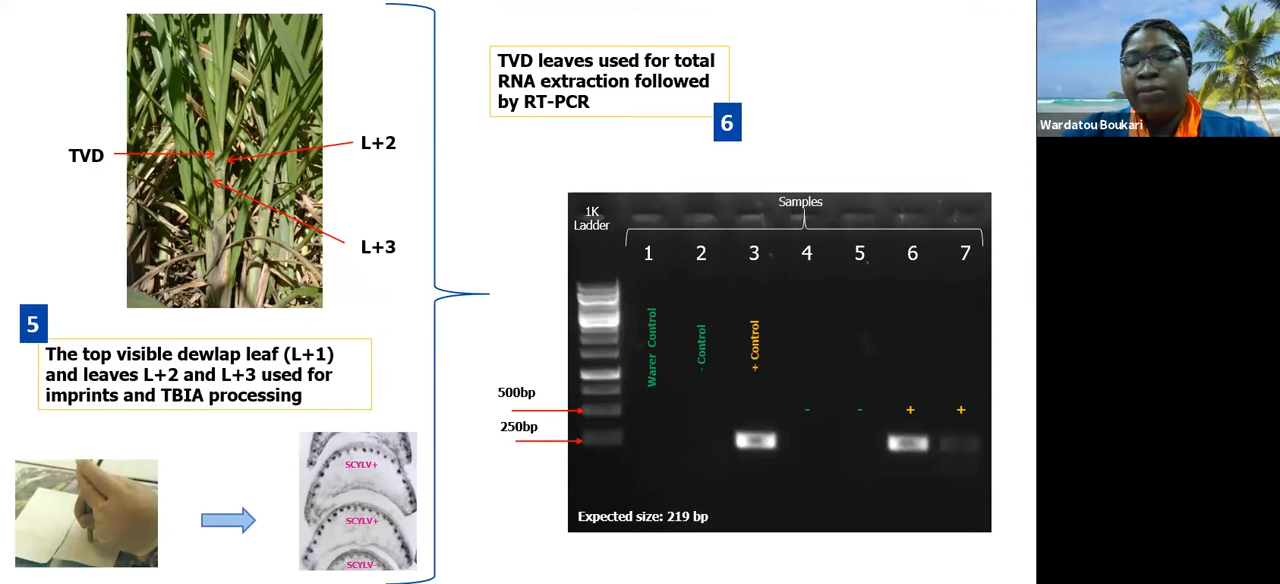 TVD
L+2
L+3
5
The top visible dewlap leaf (L+1)
and leaves L+2 and L+3 used for
imprints and TBIA processing
SCYLV+
SCYLV+
SCYLV-
TVD leaves used for total
RNA extraction followed
by RT-PCR
6
1K
Ladder
Samples
1 2 3 4 5 6 7
Warer Control
- Control
+ Control
- - + +
500bp
250bp
Expected size: 219 bp
Wardatou Boukari